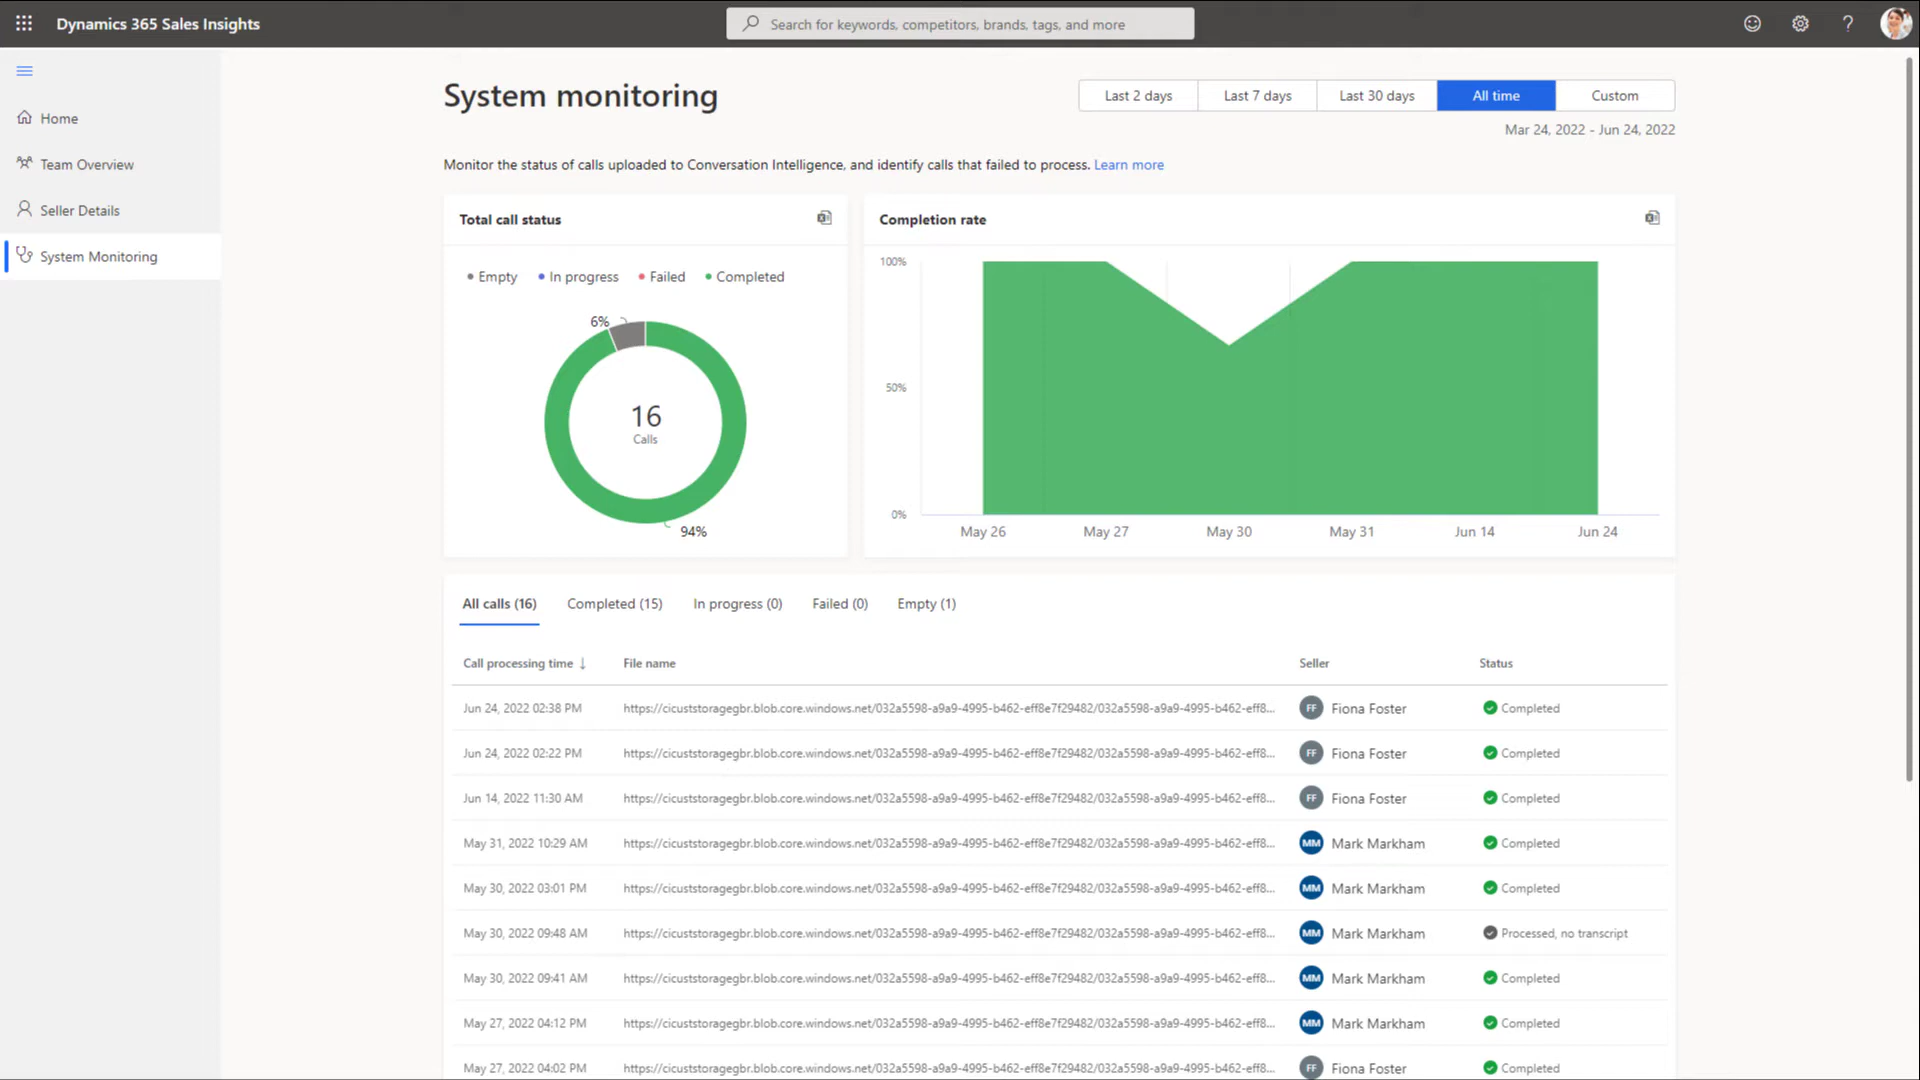 Dynamics 365 Sales Insights
Search for keywords, competitors, brands, tags, and more
?
Home
Team Overview
Seller Details
System Monitoring
System monitoring
Last 2 days
Last 7 days
Last 30 days
All time
Custom
Mar 24, 2022 - Jun 24, 2022
Monitor the status of calls uploaded to Conversation Intelligence, and identify calls that failed to process. Learn more
Total call status
Empty
In progress
Failed
Completed
6%
16
Calls
94%
Completion rate
100%
50%
0%
May 26
May 27
May 30
May 31
Jun 14
Jun 24
All calls (16)
Completed (15)
In progress (0)
Failed (0)
Empty (1)
Call processing time ↓ File name Seller Status
Jun 24, 2022 02:38 PM https://cicuststoragegbr.blob.core.windows.net/032a5598-a9a9-4995-b462-eff8e7f29482/032a5598-a9a9-4995-b462-eff8... FF Fiona Foster Completed
Jun 24, 2022 02:22 PM https://cicuststoragegbr.blob.core.windows.net/032a5598-a9a9-4995-b462-eff8e7f29482/032a5598-a9a9-4995-b462-eff8... FF Fiona Foster Completed
Jun 14, 2022 11:30 AM https://cicuststoragegbr.blob.core.windows.net/032a5598-a9a9-4995-b462-eff8e7f29482/032a5598-a9a9-4995-b462-eff8... FF Fiona Foster Completed
May 31, 2022 10:29 AM https://cicuststoragegbr.blob.core.windows.net/032a5598-a9a9-4995-b462-eff8e7f29482/032a5598-a9a9-4995-b462-eff8... MM Mark Markham Completed
May 30, 2022 03:01 PM https://cicuststoragegbr.blob.core.windows.net/032a5598-a9a9-4995-b462-eff8e7f29482/032a5598-a9a9-4995-b462-eff8... MM Mark Markham Completed
May 30, 2022 09:48 AM https://cicuststoragegbr.blob.core.windows.net/032a5598-a9a9-4995-b462-eff8e7f29482/032a5598-a9a9-4995-b462-eff8... MM Mark Markham Processed, no transcript
May 30, 2022 09:41 AM https://cicuststoragegbr.blob.core.windows.net/032a5598-a9a9-4995-b462-eff8e7f29482/032a5598-a9a9-4995-b462-eff8... MM Mark Markham Completed
May 27, 2022 04:12 PM https://cicuststoragegbr.blob.core.windows.net/032a5598-a9a9-4995-b462-eff8e7f29482/032a5598-a9a9-4995-b462-eff8... MM Mark Markham Completed
May 27, 2022 04:02 PM https://cicuststoragegbr.blob.core.windows.net/032a5598-a9a9-4995-b462-eff8e7f29482/032a5598-a9a9-4995-b462-eff8... FF Fiona Foster Completed